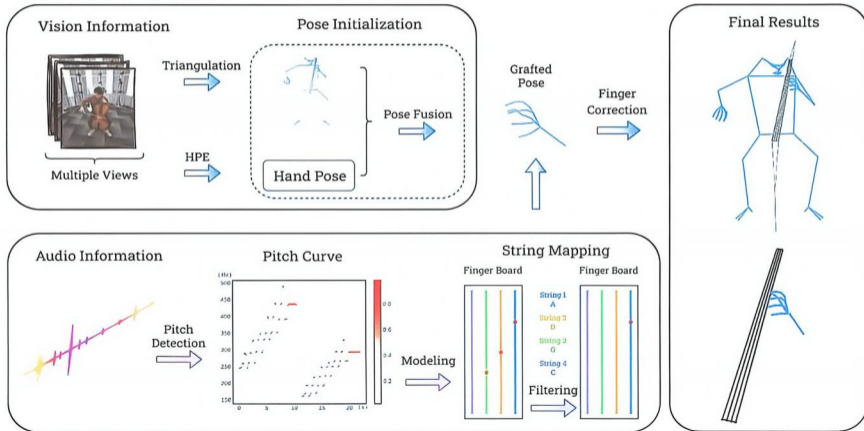 Vision Information
Pose Initialization
Final Results
Triangulation
Grafted
Pose
Finger
Correction
Pose Fusion
HPE
Hand Pose
Multiple Views
Audio Information
Pitch Curve
String Mapping
(Hz)
500
450
400
350
300
250
200
150
0
5
10
15
20
0.8
0.6
0.4
0.2
Pitch
Detection
Modeling
Finger Board
Finger Board
String 1
A
String 2
D
String 3
G
String 4
C
Filtering